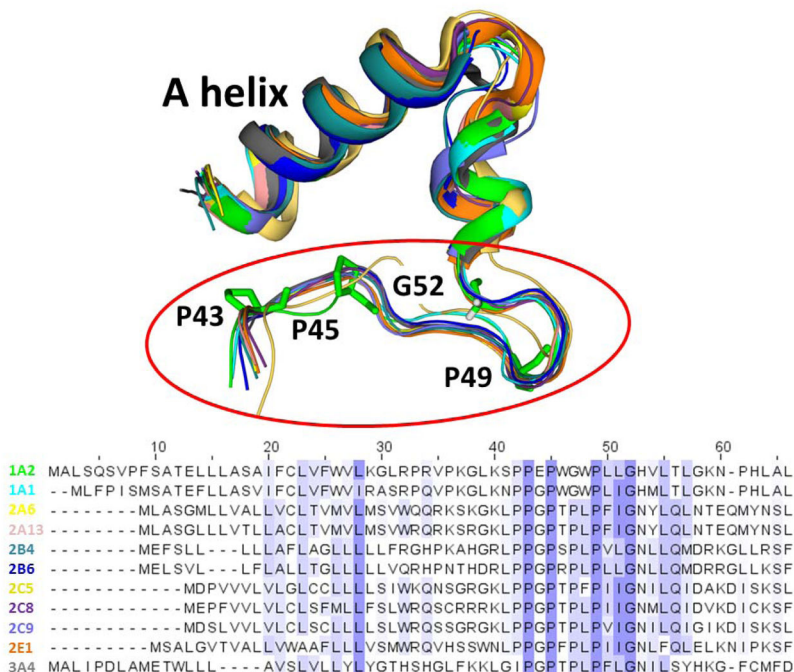 A helix
G52
P43
P45
P49
10 20 30 40 50 60
1A2 MALSQSVPFSATELLLASAIFCLVFWVLKGLRPRVPKGLKSPPEPWGWPLLGHVLTLGKN-PHLAL
1A1 --MLFPISMSATEFLLASVIFCLVFWVIRASRPQVPKGLKNPPGPWGWPLIGHMLTLGKN-PHLAL
2A6 --------MLASGMLLVALLVCLTVMVLMSVWQQRKSKGKLPPGPTPLPFIGNYLQLNTEQMYNSL
2A13 --------MLASGLLLVTLLACLTVMVLMSVWRQRKSRGKLPPGPTPLPFIGNYLQLNTEQMYNSL
2B4 --------MEFSLL---LLLAFLAGLLLLLFRGHPKAHGRLPPGPSPLPVLGNLLQMDRKGLLRSF
2B6 --------MELSVL---LFLALLTGLLLLLVQRHPNTHDRLPPGPRPLPLLGNLLQMDRRGLLKSF
2C5 ------------MDPVVVLVLGLCCLLLLSIWKQNSGRGKLPPGPTPFPIIGNILQIDAKDISKSL
2C8 ------------MEPFVVLVLCLSFMLLFSLWRQSCRRRKLPPGPTPLPIIGNMLQIDVKDICKSF
2C9 ------------MDSLVVLVLCLSCLLLLSLWRQSSGRGKLPPGPTPLPVIGNILQIGIKDISKSL
2E1 ---------MSALGVTVALLVWAAFLLLVSMWRQVHSSWNLPPGPFPLPIIGNLFQLELKNIPKSF
3A4 MALIPDLAMETWLLL----AVSLVLLYLYGTHSHGLFKKLGIPGPTPLPFLGNILSYHKG-FCMFD